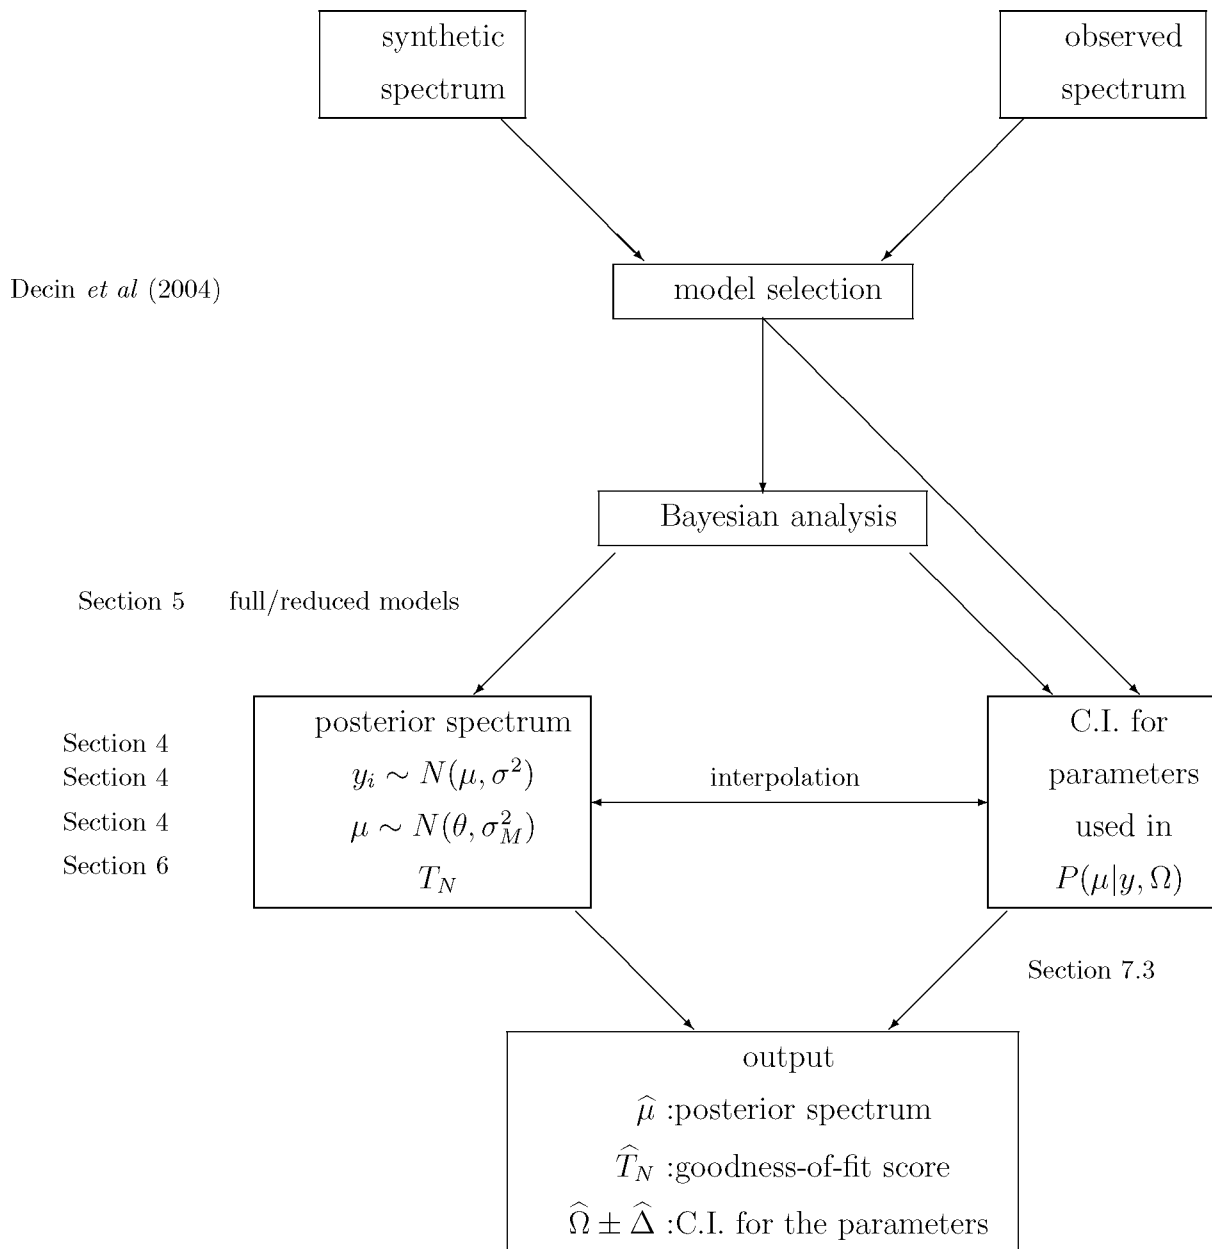 synthetic
spectrum
observed
spectrum
Decin et al (2004)
model selection
Bayesian analysis
Section 5 full/reduced models
posterior spectrum
Section 4
Section 4
Section 4
Section 6
y_i ∼ N(μ, σ²)
μ ∼ N(θ, σ_M²)
T_N
interpolation
C.I. for
parameters
used in
P(μ|y, Ω)
Section 7.3
output
μ̂ :posterior spectrum
T̂_N :goodness-of-fit score
Ω̂ ± Δ̂ :C.I. for the parameters